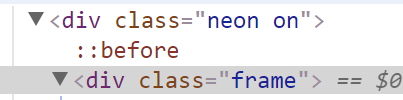 ▼<div class="neon on">
::before
▼<div class="frame"> == $0